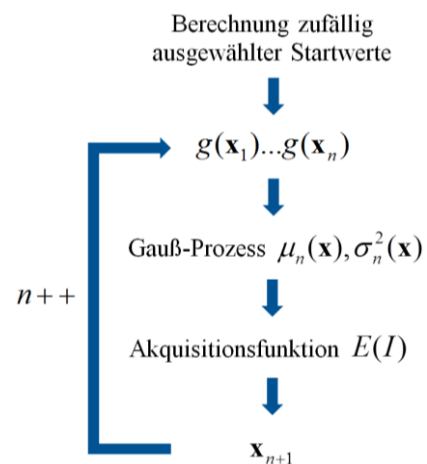 Berechnung zufällig
ausgewählter Startwerte
g(𝐱₁)...g(𝐱ₙ)
Gauß-Prozess μₙ(𝐱),σₙ²(𝐱)
n++
Akquisitionsfunktion E(I)
𝐱ₙ₊₁